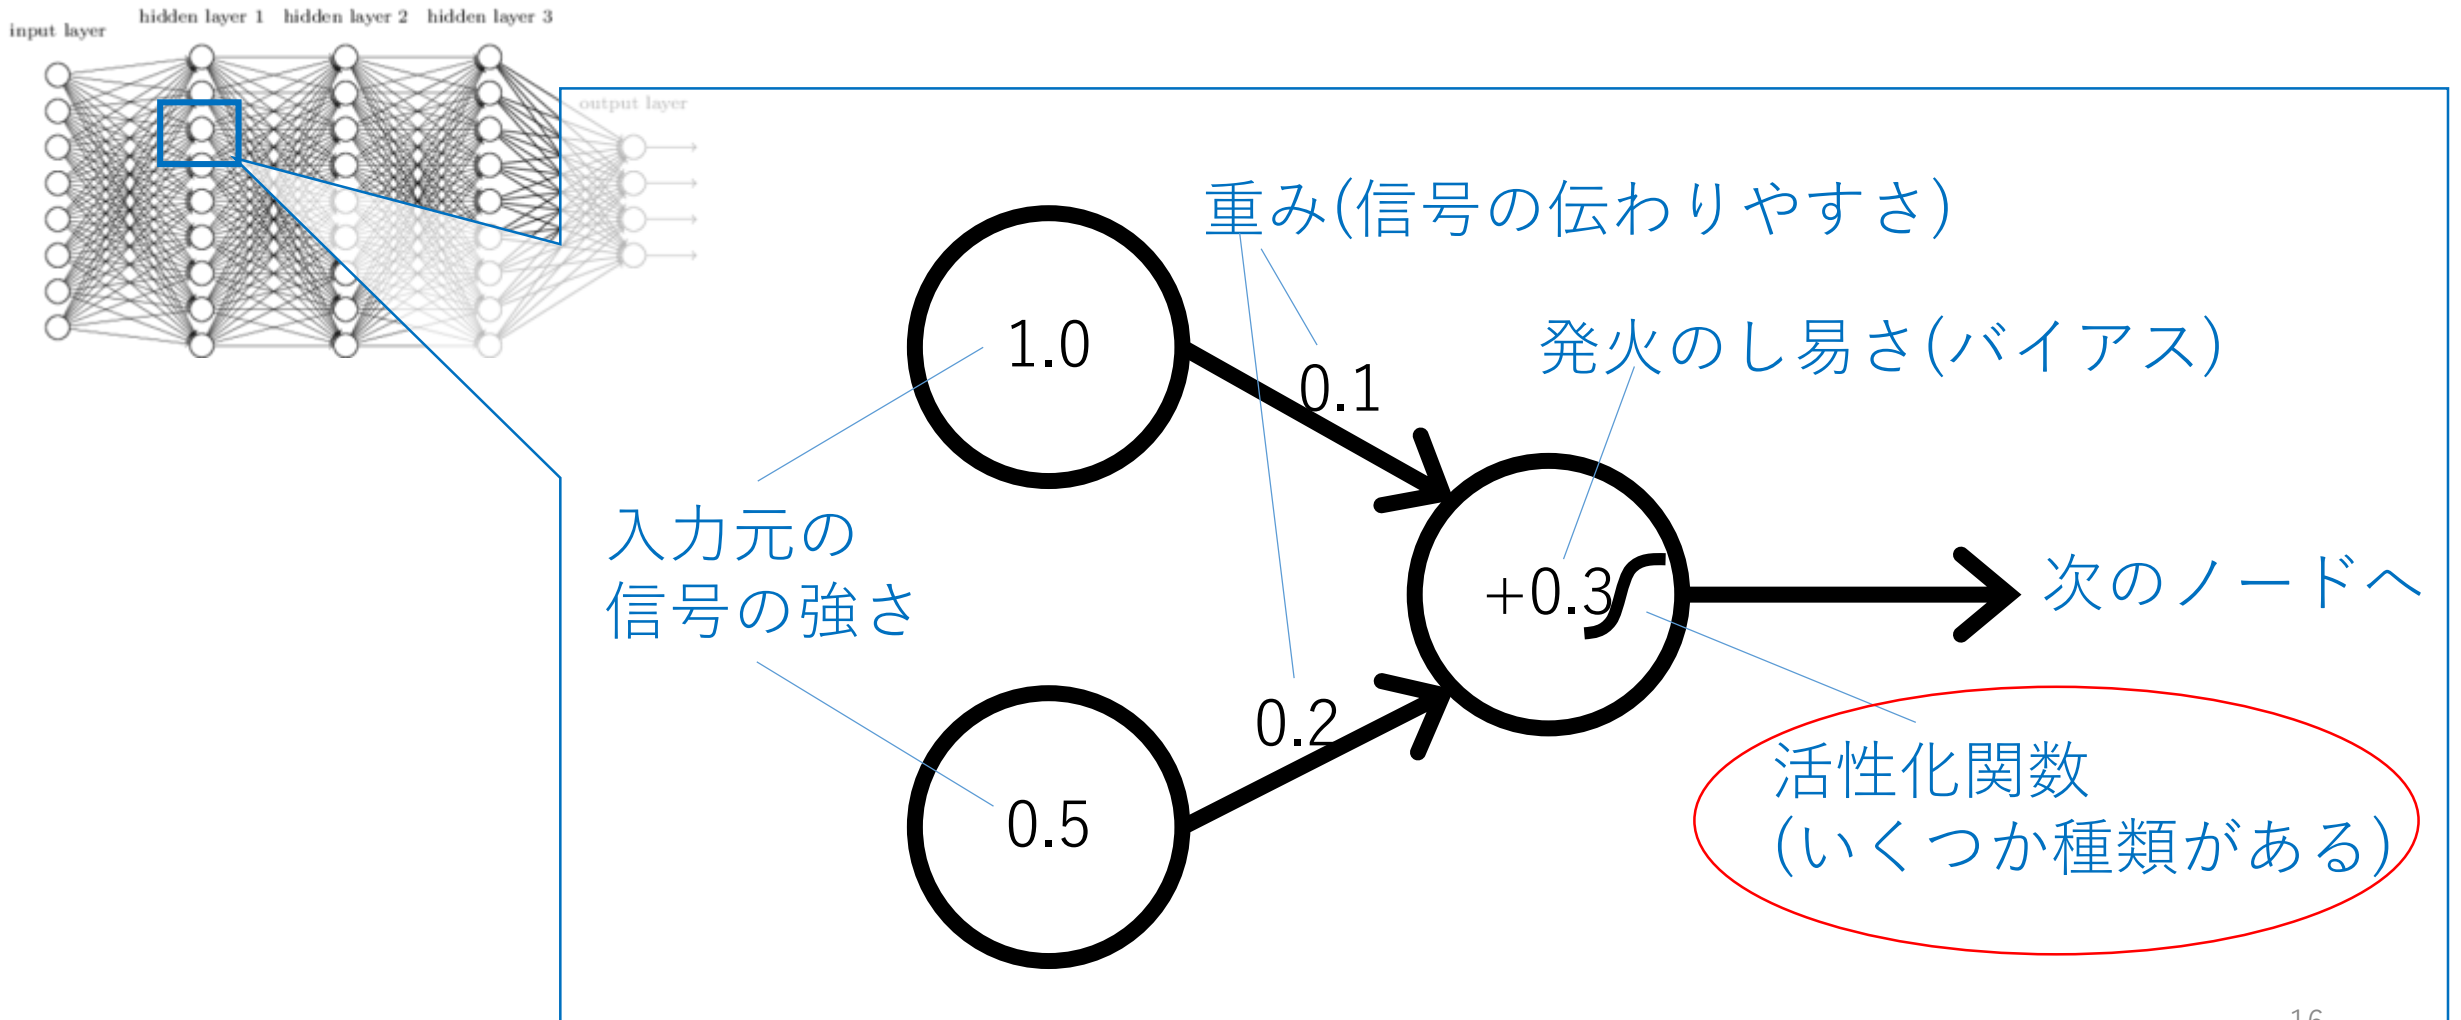 input layer
hidden layer 1
hidden layer 2
hidden layer 3
output layer
重み(信号の伝わりやすさ)
1.0
0.1
発火のし易さ(バイアス)
入力元の
信号の強さ
+0.3
次のノードへ
0.2
0.5
活性化関数
(いくつか種類がある)
16